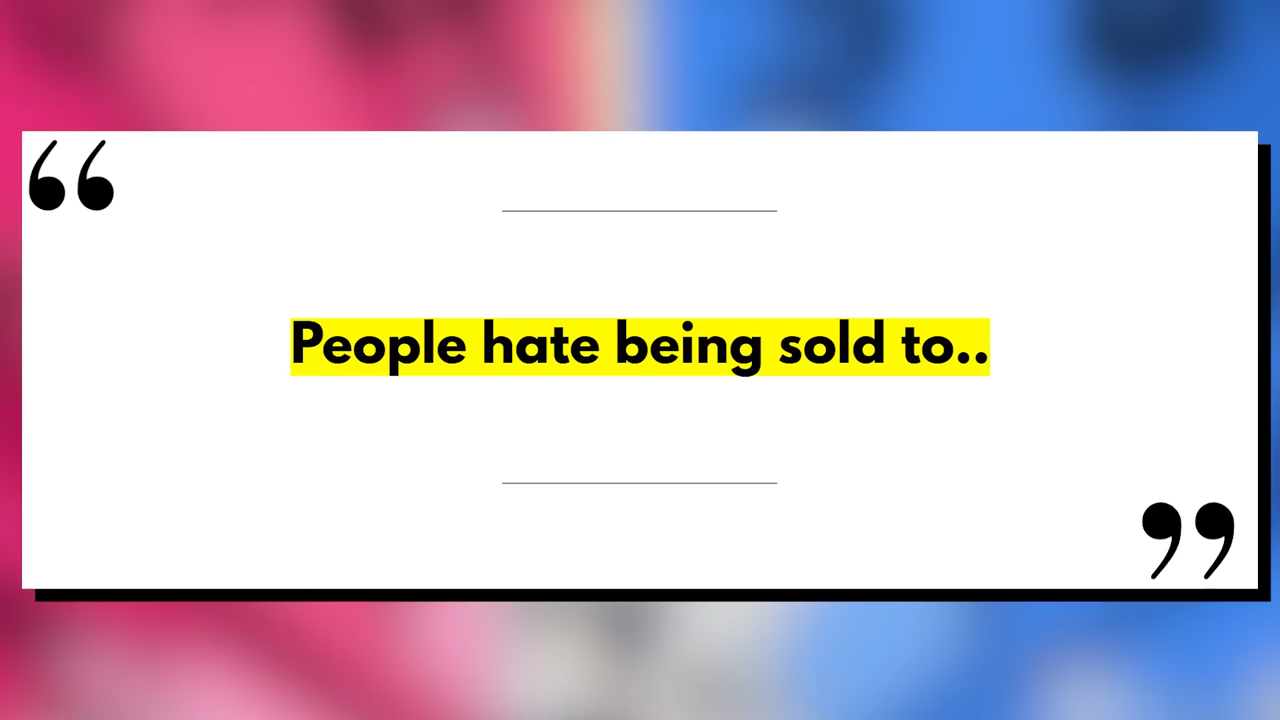 “
People hate being sold to..
”